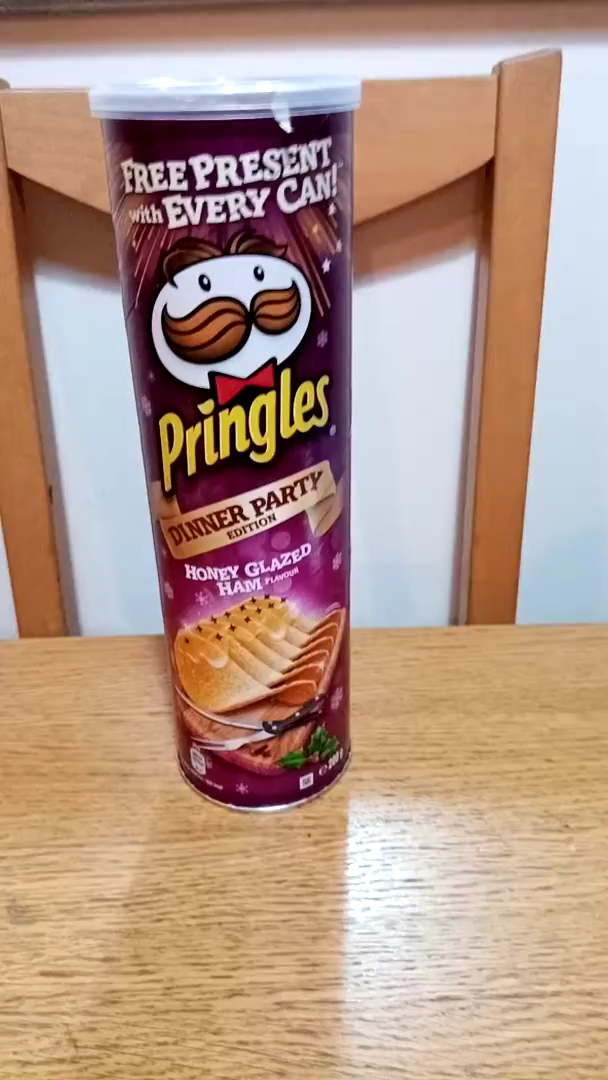 FREE PRESENT
with EVERY CAN!
Pringles
DINNER PARTY
EDITION
HONEY GLAZED
HAM FLAVOUR